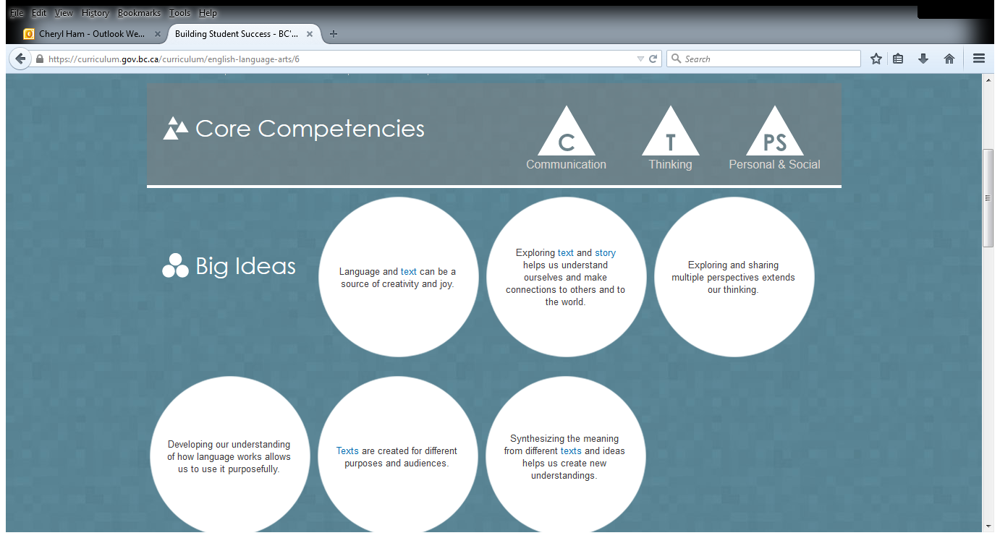 File Edit View History Bookmarks Tools Help
Cheryl Ham - Outlook We...
Building Student Success - BC'...
https://curriculum.gov.bc.ca/curriculum/english-language-arts/6
Search
Core Competencies
C
Communication
T
Thinking
PS
Personal & Social
Big Ideas
Language and text can be a
source of creativity and joy.
Exploring text and story
helps us understand
ourselves and make
connections to others and to
the world.
Exploring and sharing
multiple perspectives extends
our thinking.
Developing our understanding
of how language works allows
us to use it purposefully.
Texts are created for different
purposes and audiences.
Synthesizing the meaning
from different texts and ideas
helps us create new
understandings.